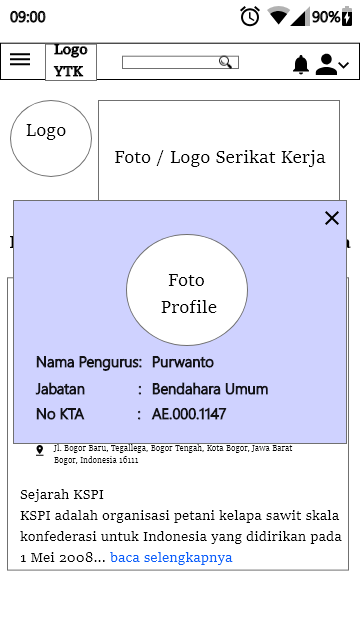 09:00
90%
Logo
YTK
Logo
Foto / Logo Serikat Kerja
Foto
Profile
Nama Pengurus: Purwanto
Jabatan : Bendahara Umum
No KTA : AE.000.1147
Jl. Bogor Baru, Tegallega, Bogor Tengah, Kota Bogor, Jawa Barat
Bogor, Indonesia 16111
Sejarah KSPI
KSPI adalah organisasi petani kelapa sawit skala
konfederasi untuk Indonesia yang didirikan pada
1 Mei 2008... baca selengkapnya